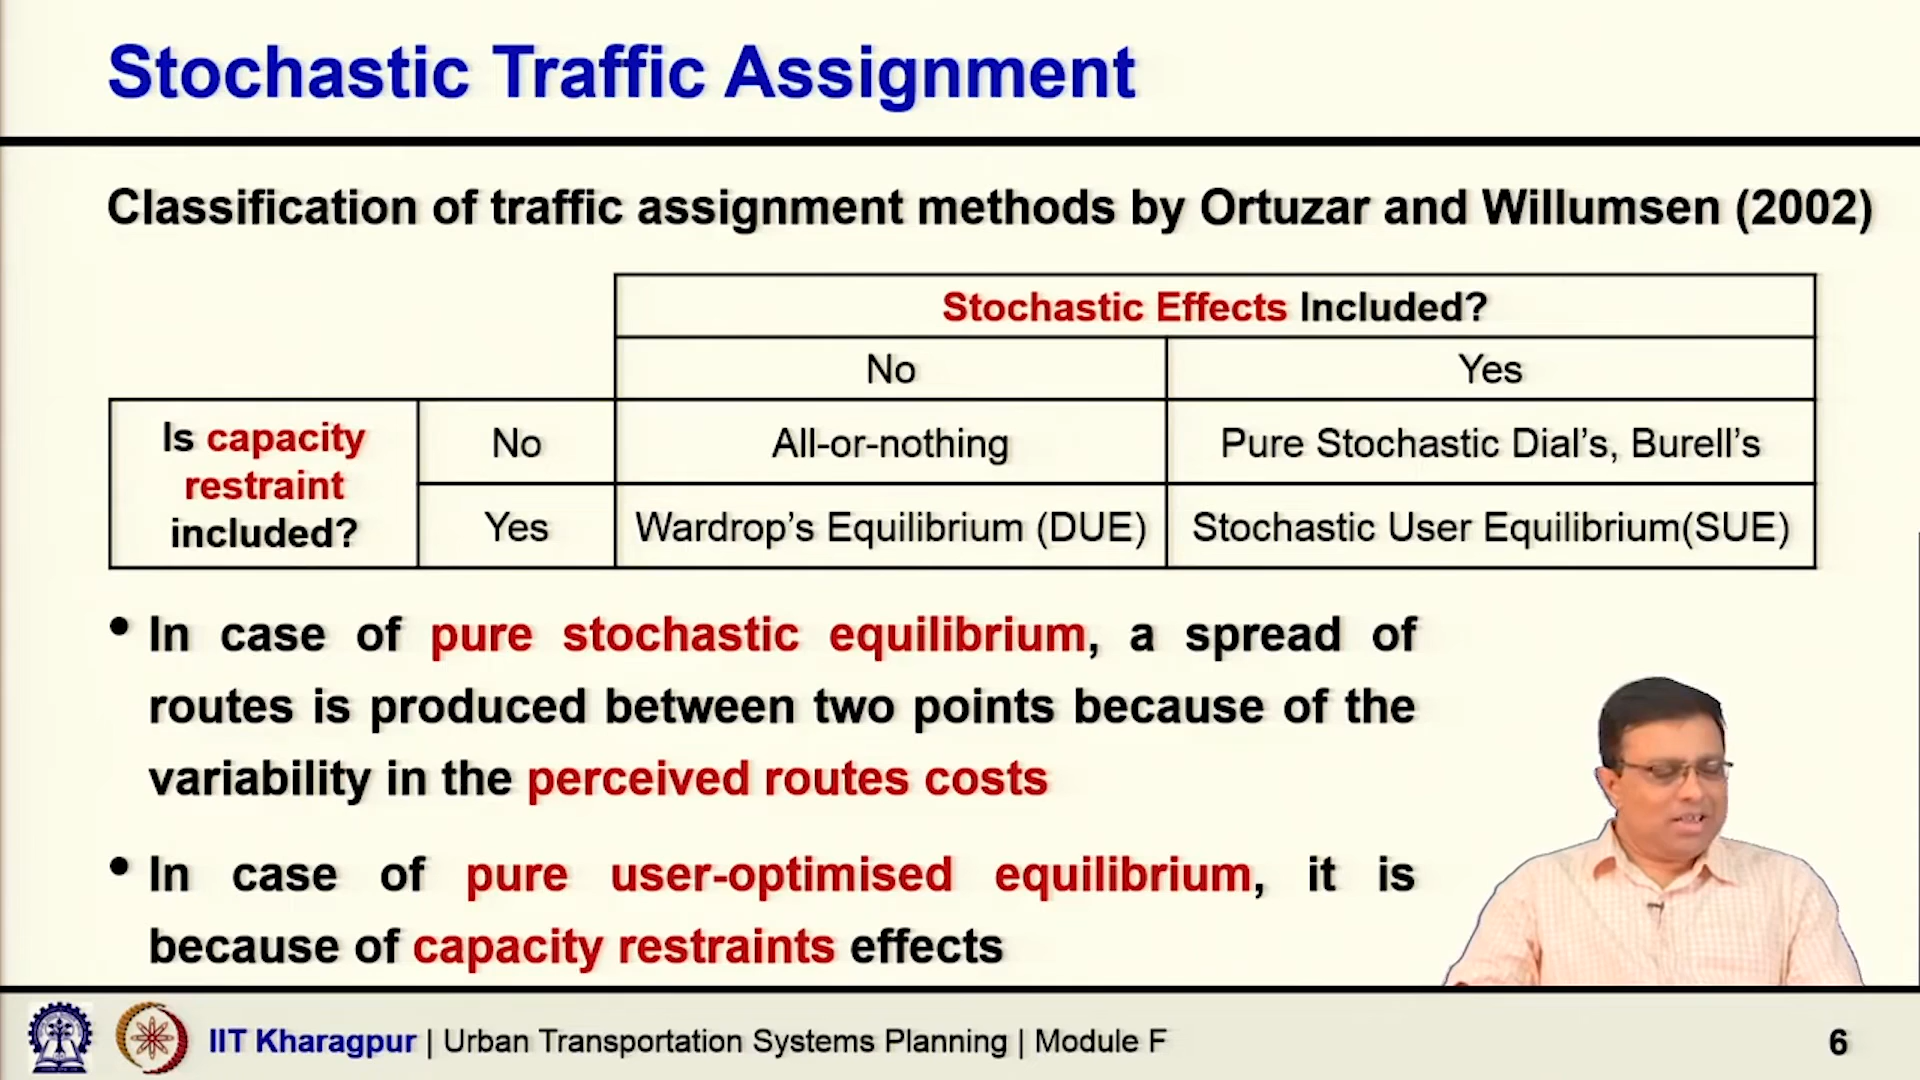 Stochastic Traffic Assignment
Classification of traffic assignment methods by Ortuzar and Willumsen (2002)
Stochastic Effects Included?
No
Yes
Is capacity
restraint
included?
No
All-or-nothing
Pure Stochastic Dial’s, Burell’s
Yes
Wardrop’s Equilibrium (DUE)
Stochastic User Equilibrium(SUE)
• In case of pure stochastic equilibrium, a spread of
routes is produced between two points because of the
variability in the perceived routes costs
• In case of pure user-optimised equilibrium, it is
because of capacity restraints effects
IIT Kharagpur | Urban Transportation Systems Planning | Module F
6